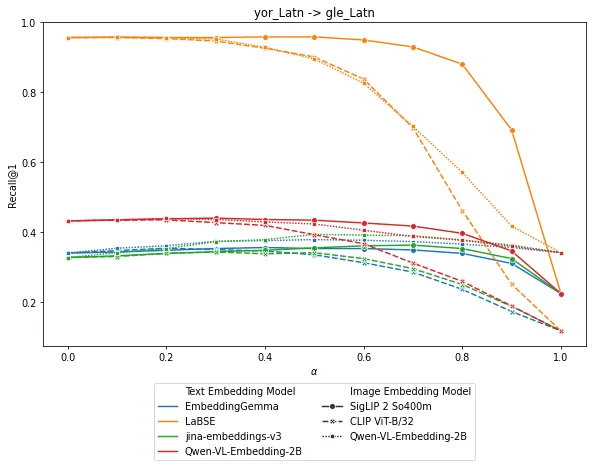 yor_Latn -> gle_Latn
Recall@1
1.0
0.8
0.6
0.4
0.2
0.0 0.2 0.4 0.6 0.8 1.0
α
Text Embedding Model Image Embedding Model
EmbeddingGemma SigLIP 2 So400m
LaBSE CLIP ViT-B/32
jina-embeddings-v3 Qwen-VL-Embedding-2B
Qwen-VL-Embedding-2B